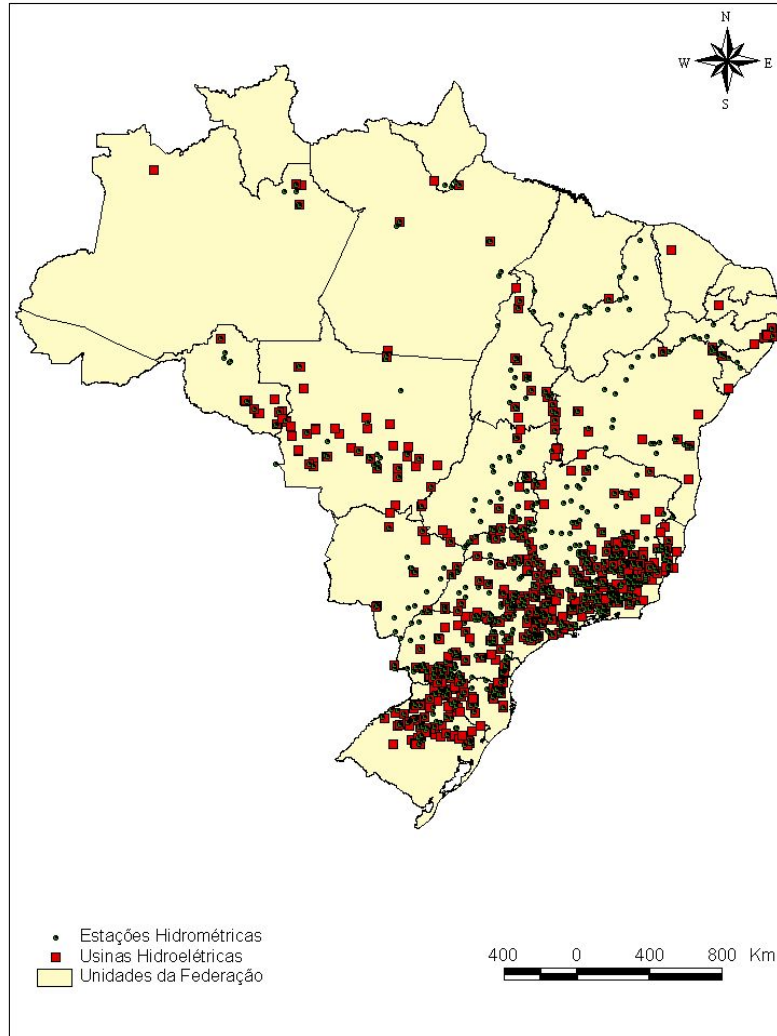 N
W E
S
Estações Hidrométricas
Usinas Hidroelétricas
Unidades da Federação
400 0 400 800 Km